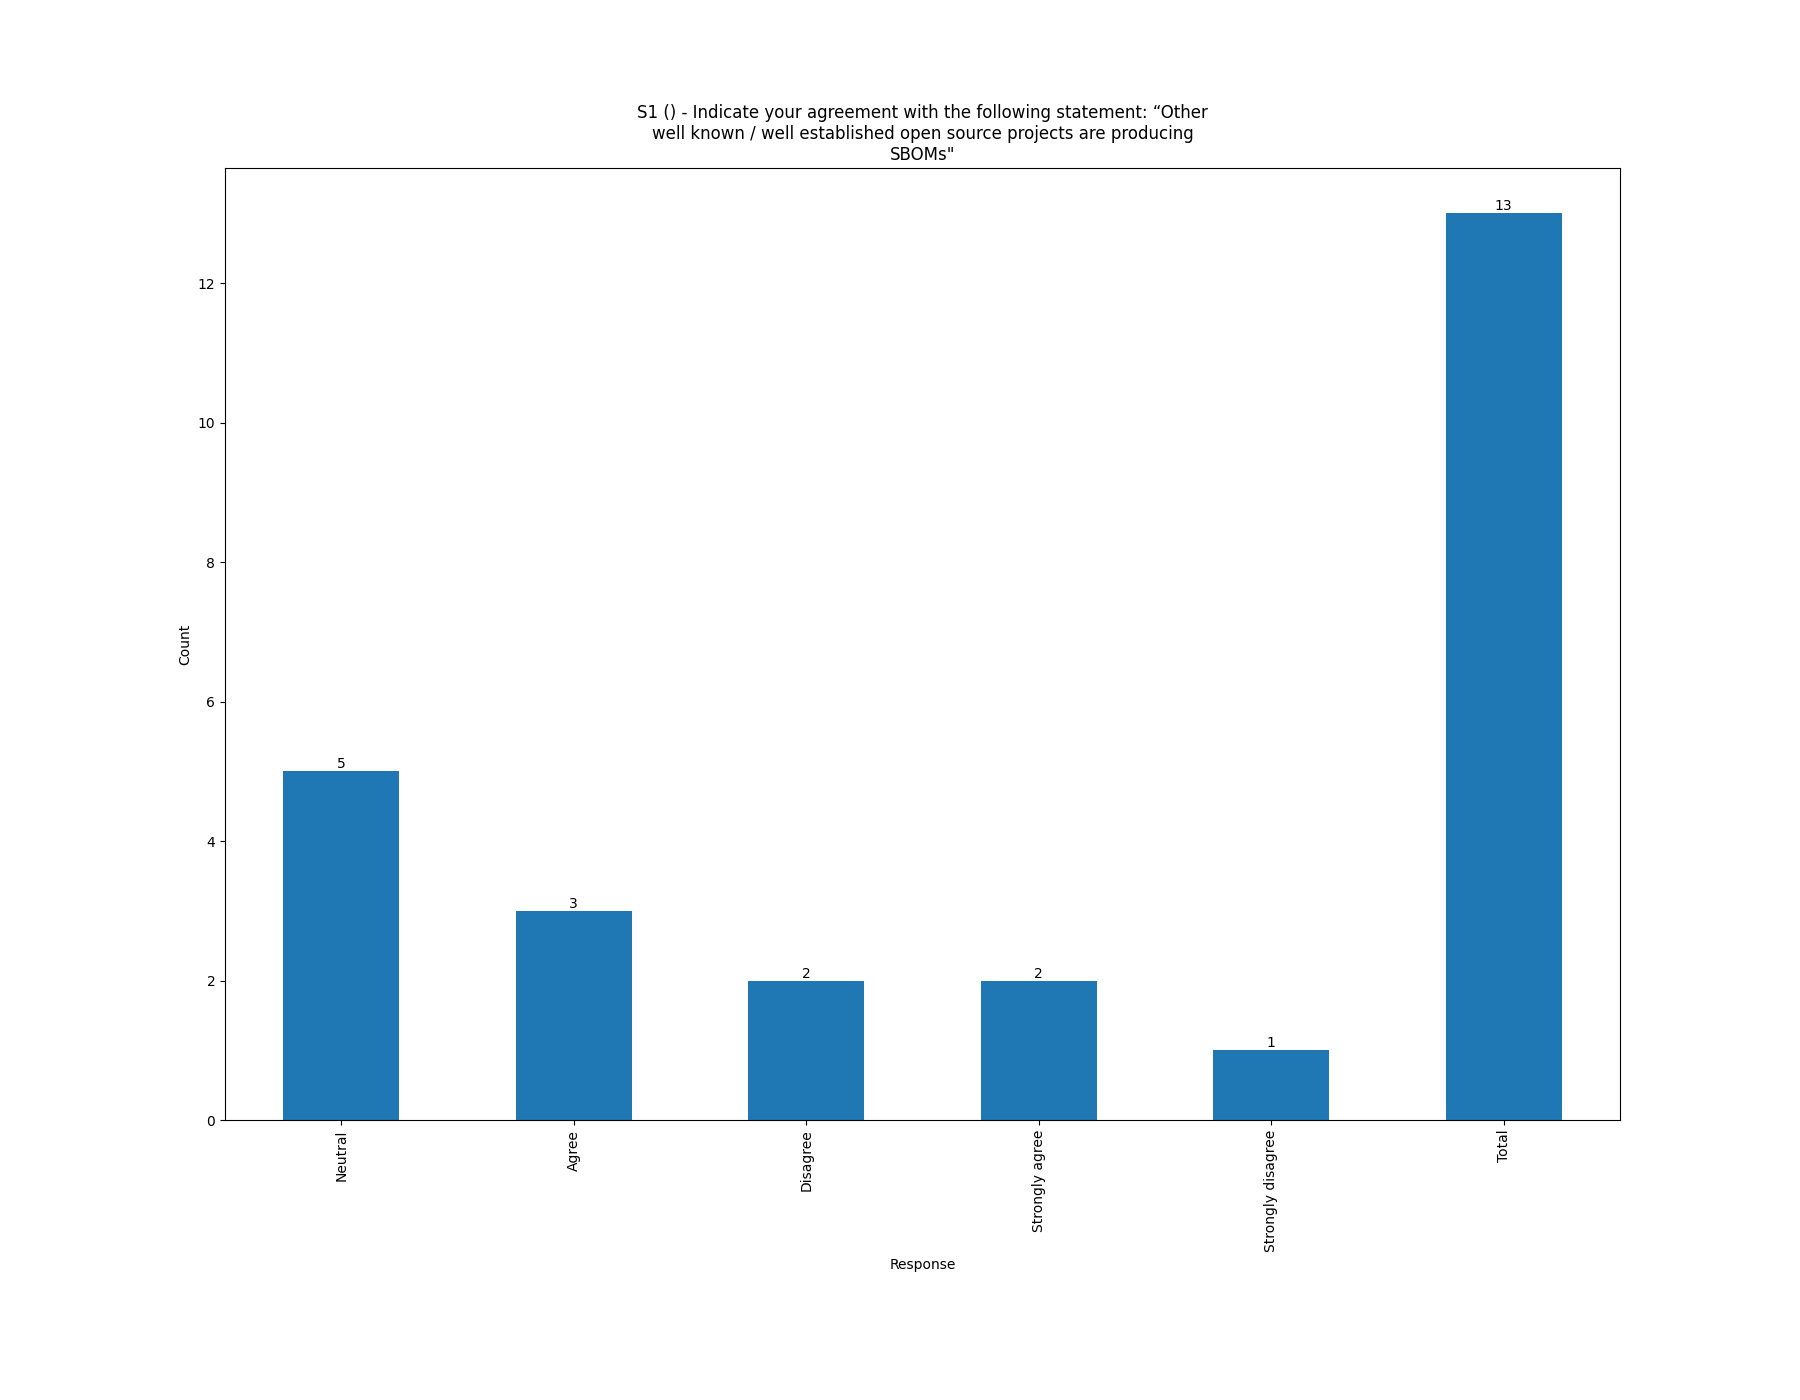 S1 () - Indicate your agreement with the following statement: “Other
well known / well established open source projects are producing
SBOMs"
13
12
10
8
Count
6
5
4
3
2
2
2
1
0
Neutral
Agree
Disagree
Strongly agree
Strongly disagree
Total
Response